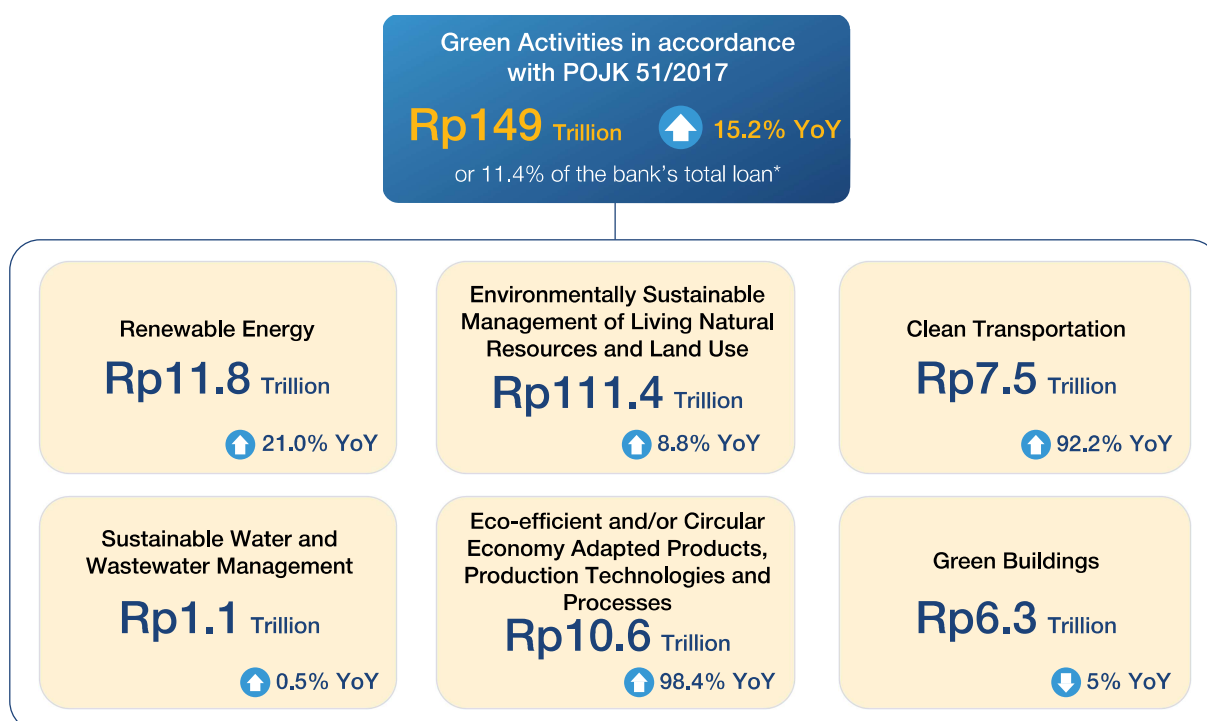 Green Activities in accordance
with POJK 51/2017
Rp149 Trillion 15.2% YoY
or 11.4% of the bank's total loan*
Renewable Energy
Rp11.8 Trillion
21.0% YoY
Environmentally Sustainable
Management of Living Natural
Resources and Land Use
Rp111.4 Trillion
8.8% YoY
Clean Transportation
Rp7.5 Trillion
92.2% YoY
Sustainable Water and
Wastewater Management
Rp1.1 Trillion
0.5% YoY
Eco-efficient and/or Circular
Economy Adapted Products,
Production Technologies and
Processes
Rp10.6 Trillion
98.4% YoY
Green Buildings
Rp6.3 Trillion
5% YoY